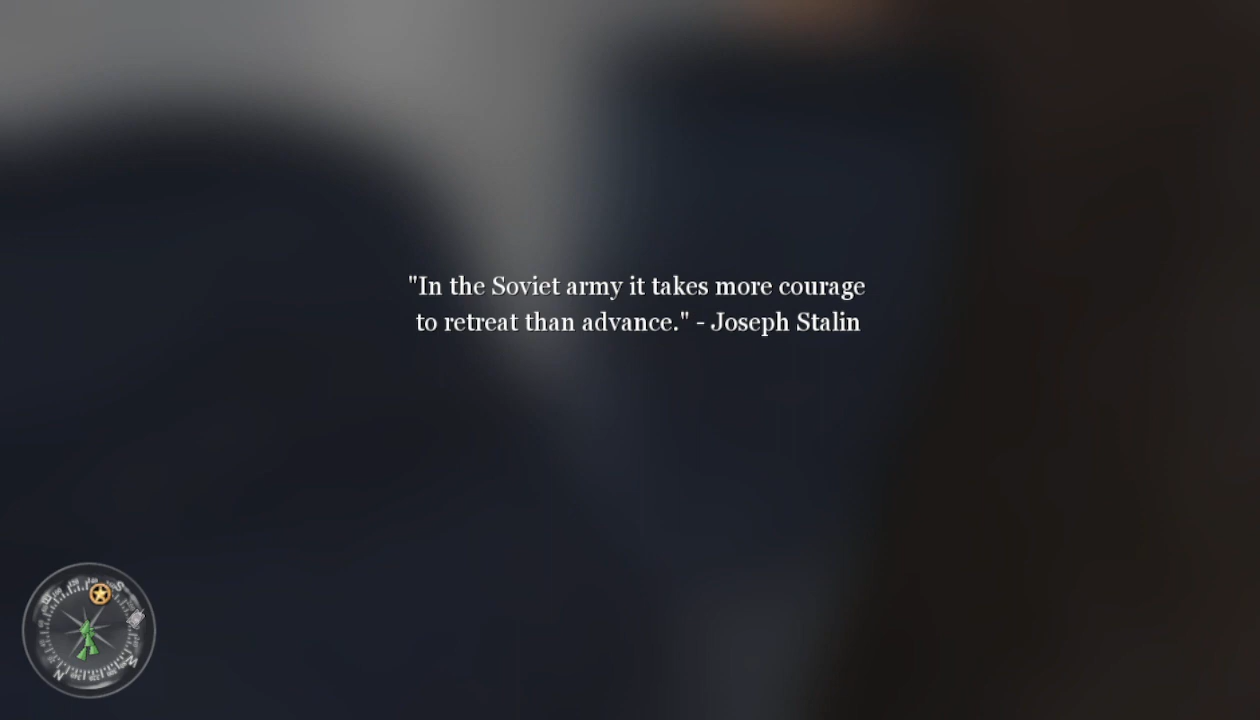 "In the Soviet army it takes more courage
to retreat than advance." - Joseph Stalin
S
E
N
W